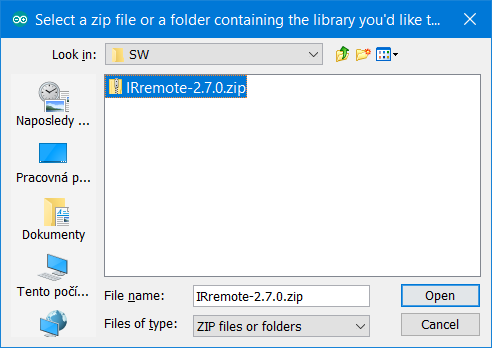 Select a zip file or a folder containing the library you'd like t...
Look in:
SW
IRremote-2.7.0.zip
Naposledy ...
Pracovná p...
Dokumenty
Tento počí...
File name:
IRremote-2.7.0.zip
Open
Files of type:
ZIP files or folders
Cancel